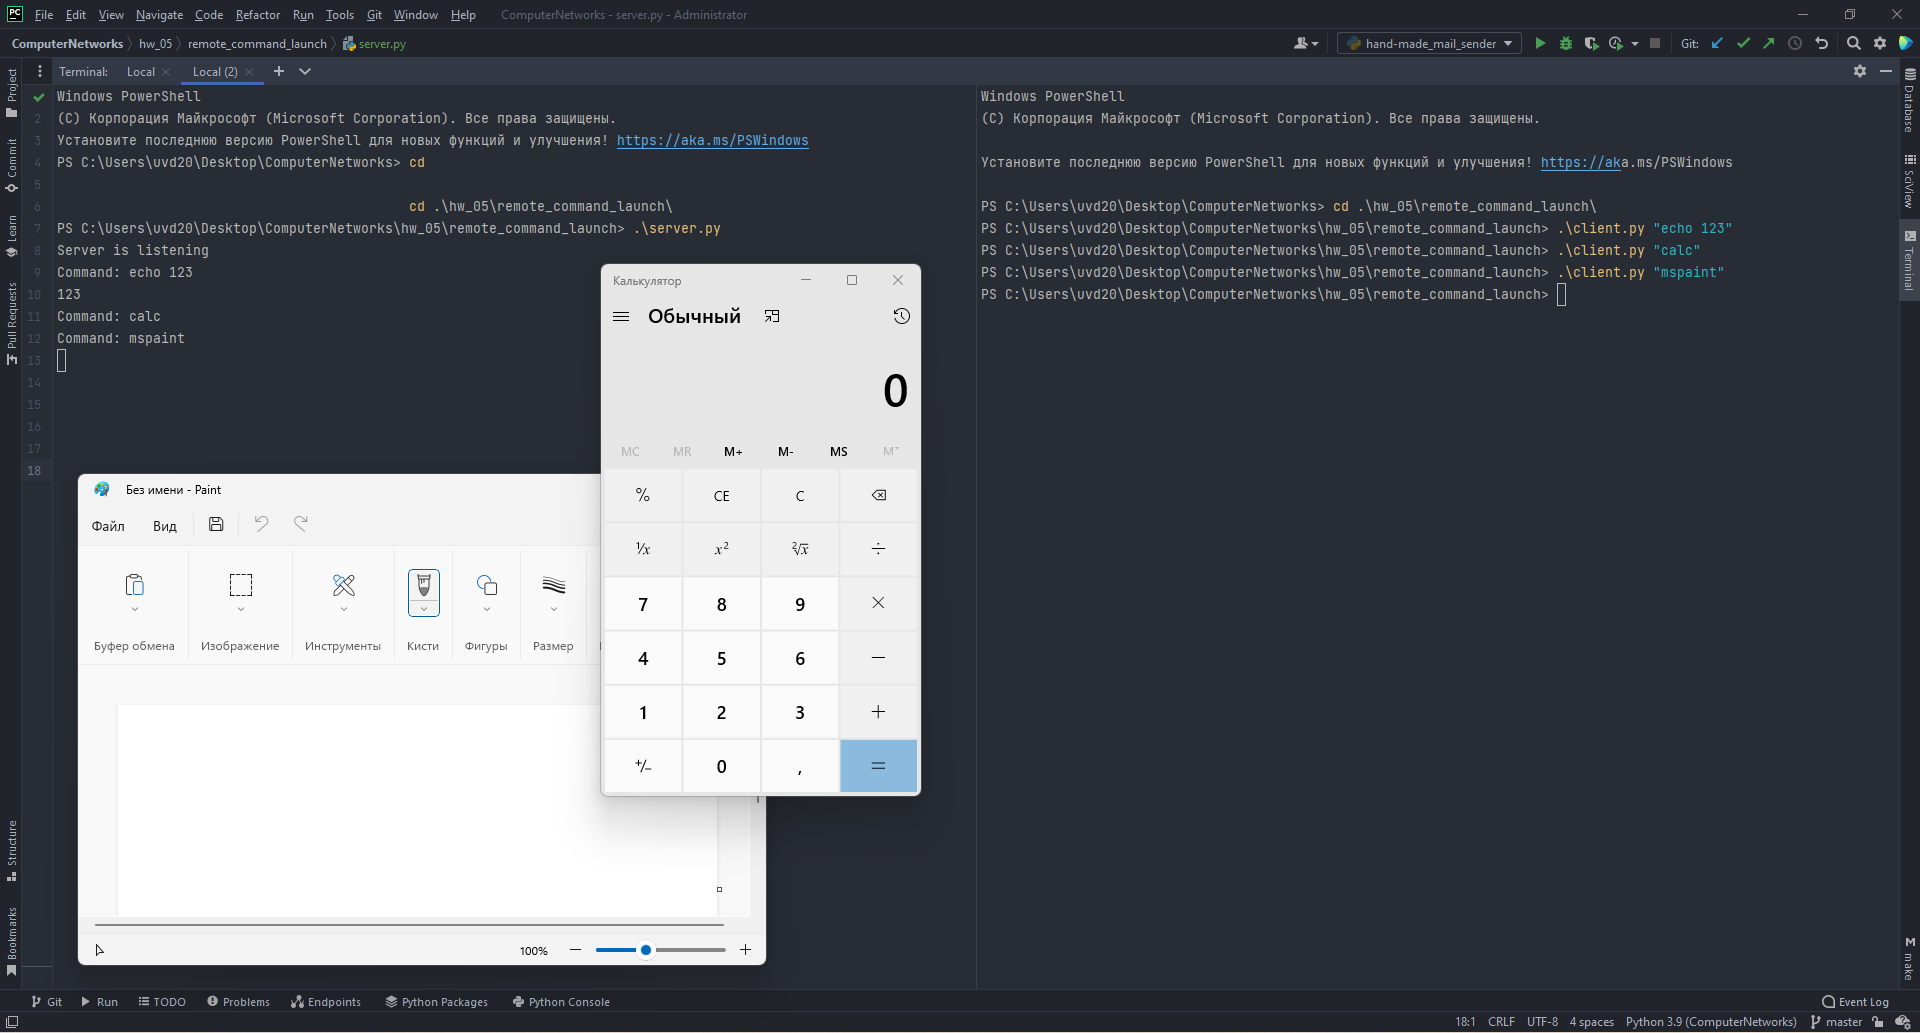 PC File Edit View Navigate Code Refactor Run Tools Git Window Help ComputerNetworks - server.py - Administrator
ComputerNetworks hw_05 remote_command_launch server.py hand-made_mail_sender Git:
Terminal: Local Local (2)
Project
Commit
Learn
Pull Requests
Structure
Bookmarks
Windows PowerShell
2 (C) Корпорация Майкрософт (Microsoft Corporation). Все права защищены.
3 Установите последнюю версию PowerShell для новых функций и улучшения! https://aka.ms/PSWindows
4 PS C:\Users\uvd20\Desktop\ComputerNetworks> cd
5
6 cd .\hw_05\remote_command_launch\
7 PS C:\Users\uvd20\Desktop\ComputerNetworks\hw_05\remote_command_launch> .\server.py
8 Server is listening
9 Command: echo 123
10 123
11 Command: calc
12 Command: mspaint
13
14
15
16
17
18
Windows PowerShell
(C) Корпорация Майкрософт (Microsoft Corporation). Все права защищены.
Установите последнюю версию PowerShell для новых функций и улучшения! https://aka.ms/PSWindows
PS C:\Users\uvd20\Desktop\ComputerNetworks> cd .\hw_05\remote_command_launch\
PS C:\Users\uvd20\Desktop\ComputerNetworks\hw_05\remote_command_launch> .\client.py "echo 123"
PS C:\Users\uvd20\Desktop\ComputerNetworks\hw_05\remote_command_launch> .\client.py "calc"
PS C:\Users\uvd20\Desktop\ComputerNetworks\hw_05\remote_command_launch> .\client.py "mspaint"
PS C:\Users\uvd20\Desktop\ComputerNetworks\hw_05\remote_command_launch>
Калькулятор
Обычный
0
MC MR M+ M- MS M˅
% CE C
¹⁄x x² ²√x ÷
7 8 9 ×
4 5 6 −
1 2 3 +
+/− 0 , =
Без имени - Paint
Файл Вид
Буфер обмена Изображение Инструменты Кисти Фигуры Размер
100% − +
Database
SciView
Terminal
M make
Git Run TODO Problems Endpoints Python Packages Python Console Event Log
18:1 CRLF UTF-8 4 spaces Python 3.9 (ComputerNetworks) master